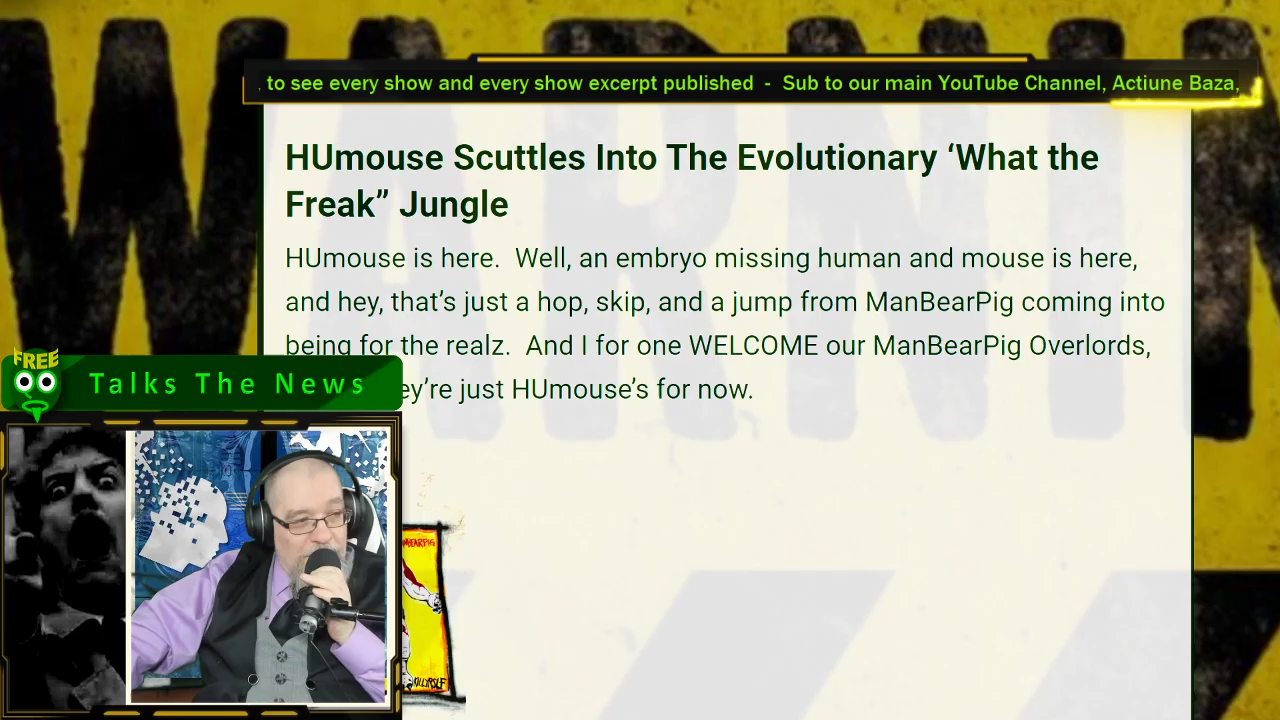 WARNIN
, to see every show and every show excerpt published - Sub to our main YouTube Channel, Actiune Baza,
HUmouse Scuttles Into The Evolutionary ‘What the
Freak” Jungle
HUmouse is here. Well, an embryo missing human and mouse is here,
and hey, that’s just a hop, skip, and a jump from ManBearPig coming into
being for the realz. And I for one WELCOME our ManBearPig Overlords,
ey’re just HUmouse’s for now.
FREE
Talks The News